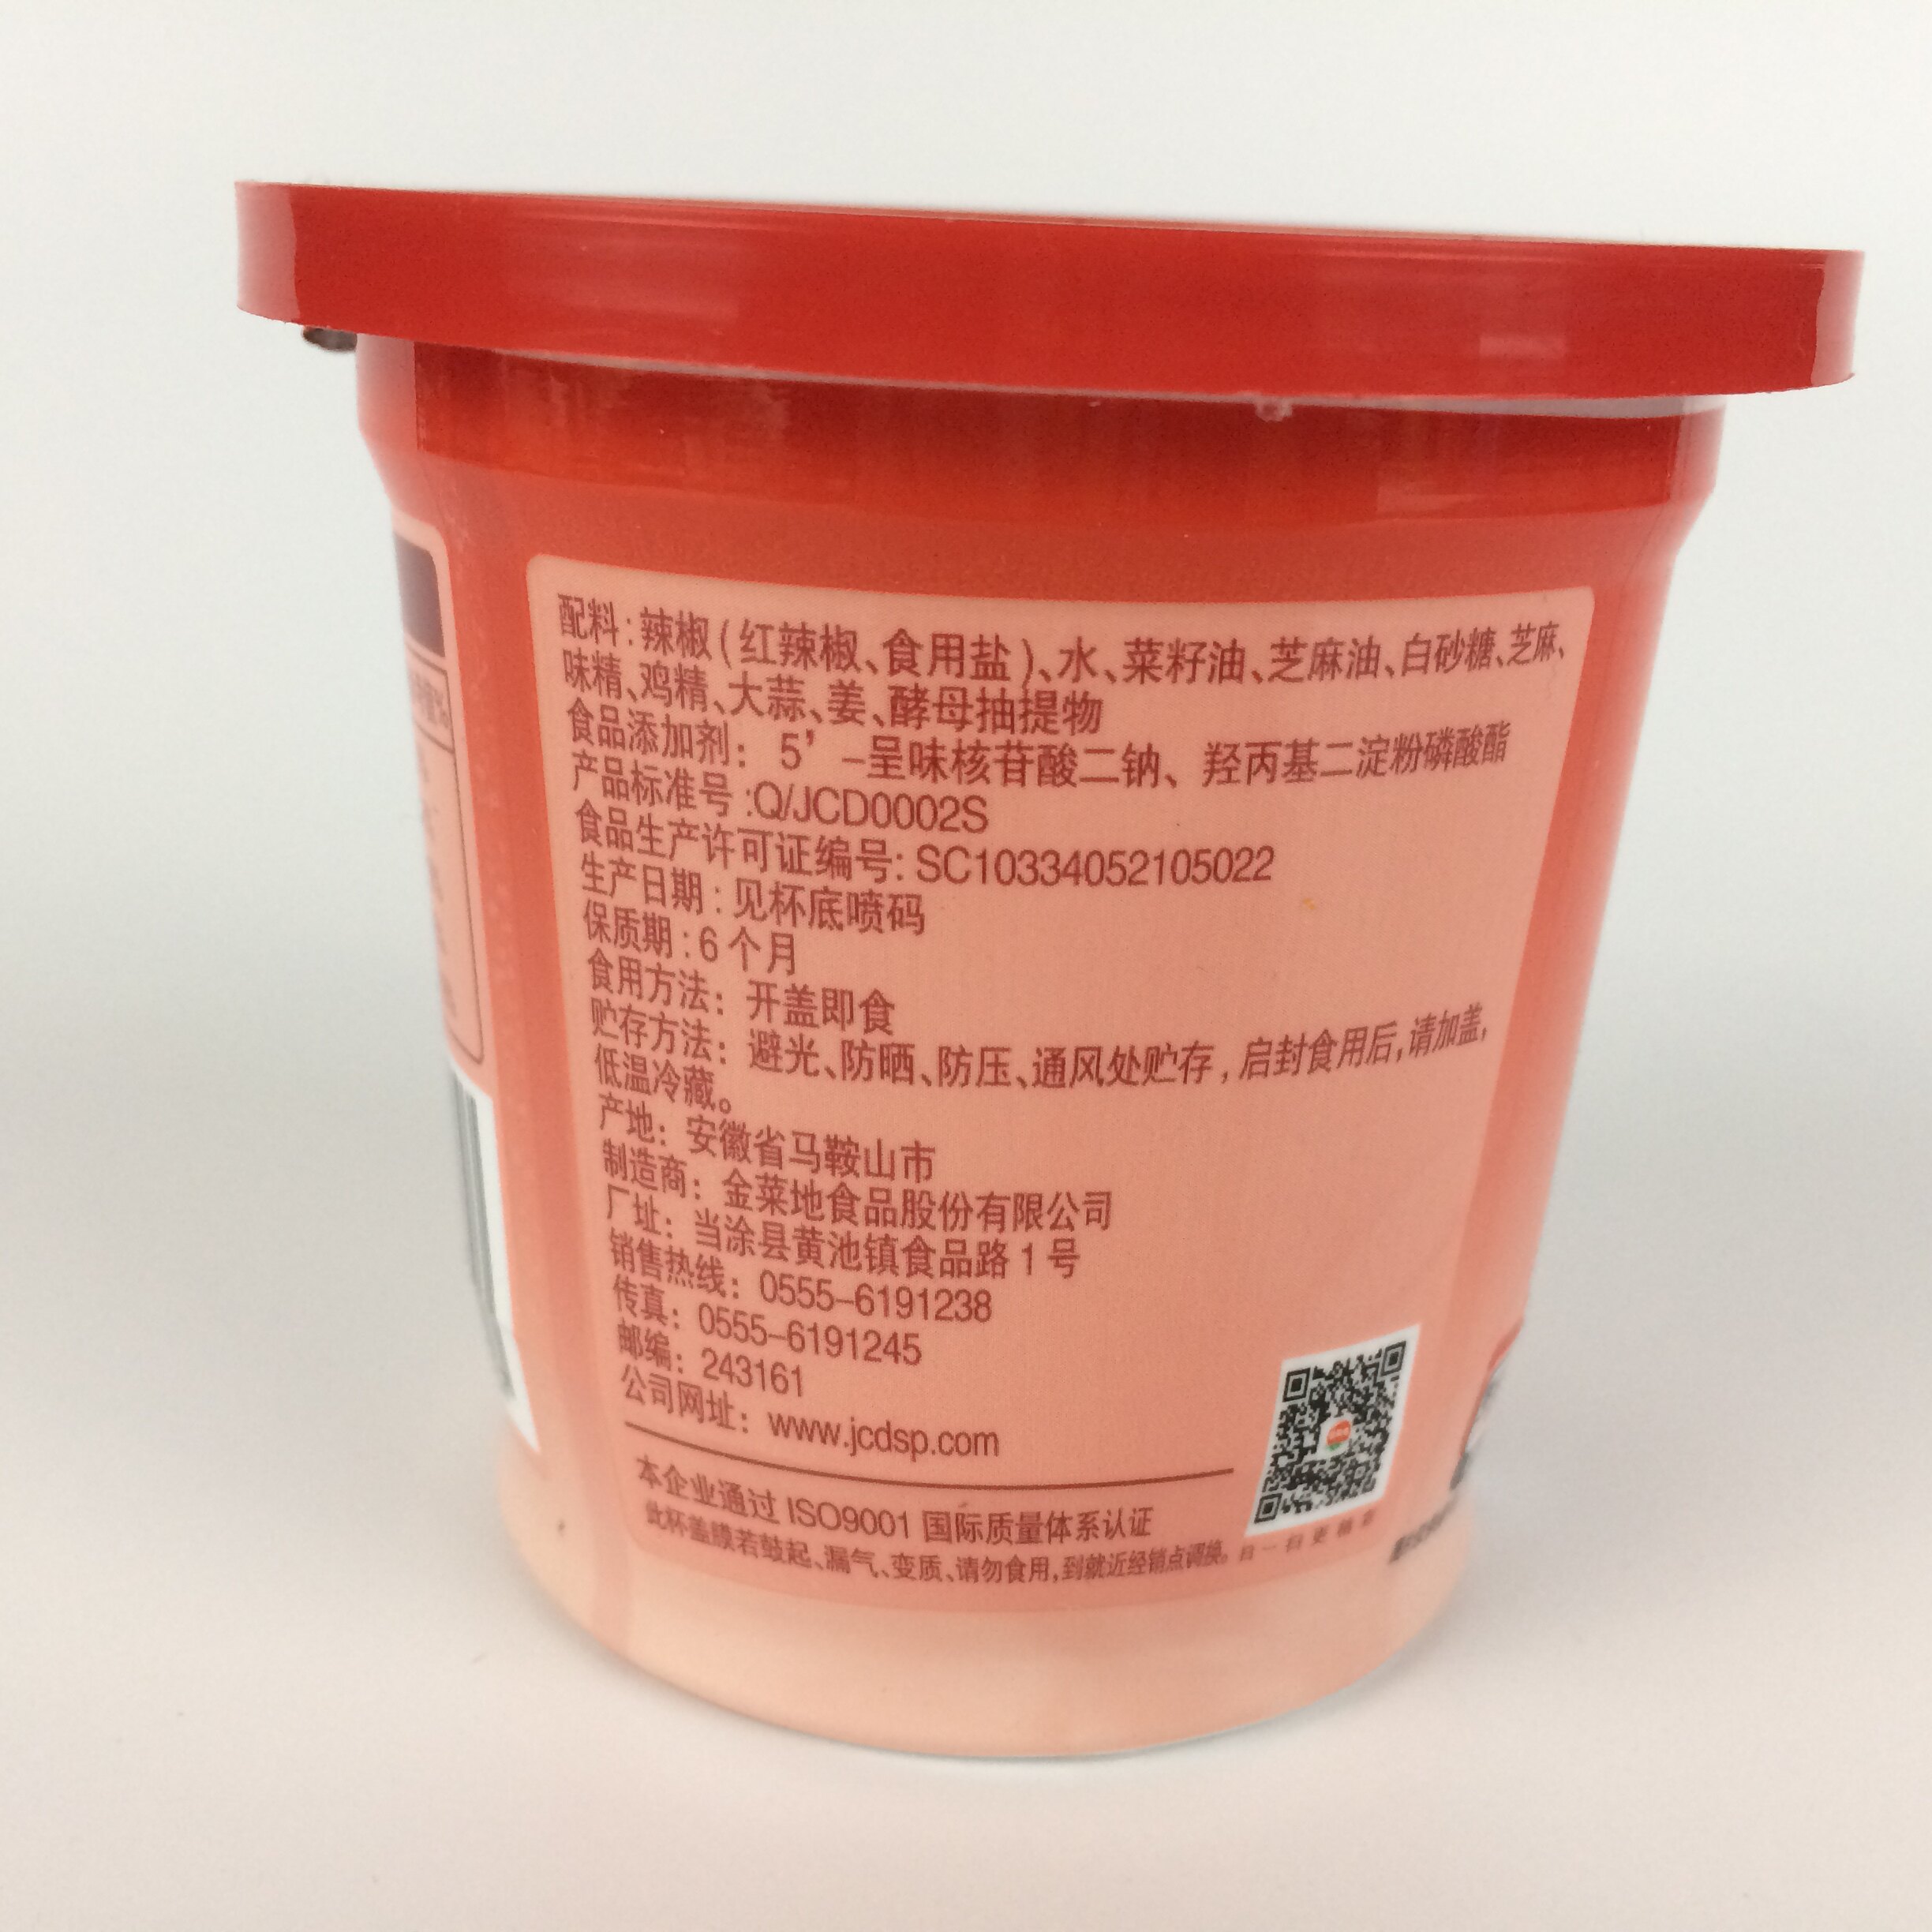 配料:辣椒(红辣椒、食用盐)、水、菜籽油、芝麻油、白砂糖、芝麻、
味精、鸡精、大蒜、姜、酵母抽提物
食品添加剂: 5’-呈味核苷酸二钠、羟丙基二淀粉磷酸酯
产品标准号:Q/JCD0002S
食品生产许可证编号: SC10334052105022
生产日期:见杯底喷码
保质期:6个月
食用方法: 开盖即食
贮存方法: 避光、防晒、防压、通风处贮存,启封食用后,请加盖,
低温冷藏。
产地: 安徽省马鞍山市
制造商: 金菜地食品股份有限公司
厂址: 当涂县黄池镇食品路1号
销售热线: 0555-6191238
传真: 0555-6191245
邮编: 243161
公司网址: www.jcdsp.com
本企业通过ISO9001国际质量体系认证
此杯盖膜若鼓起、漏气、变质、请勿食用,到就近经销点调换。